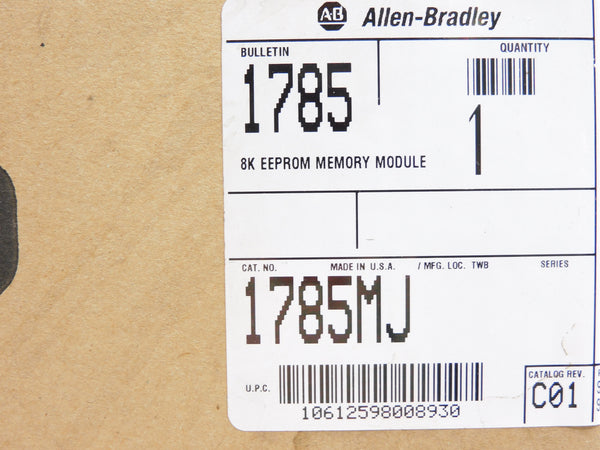 AB Allen-Bradley
BULLETIN QUANTITY
1785
1
8K EEPROM MEMORY MODULE
CAT. NO. MADE IN U.S.A. / MFG. LOC. TWB SERIES
1785MJ
U.P.C.
10612598008930
CATALOG REV.
C01